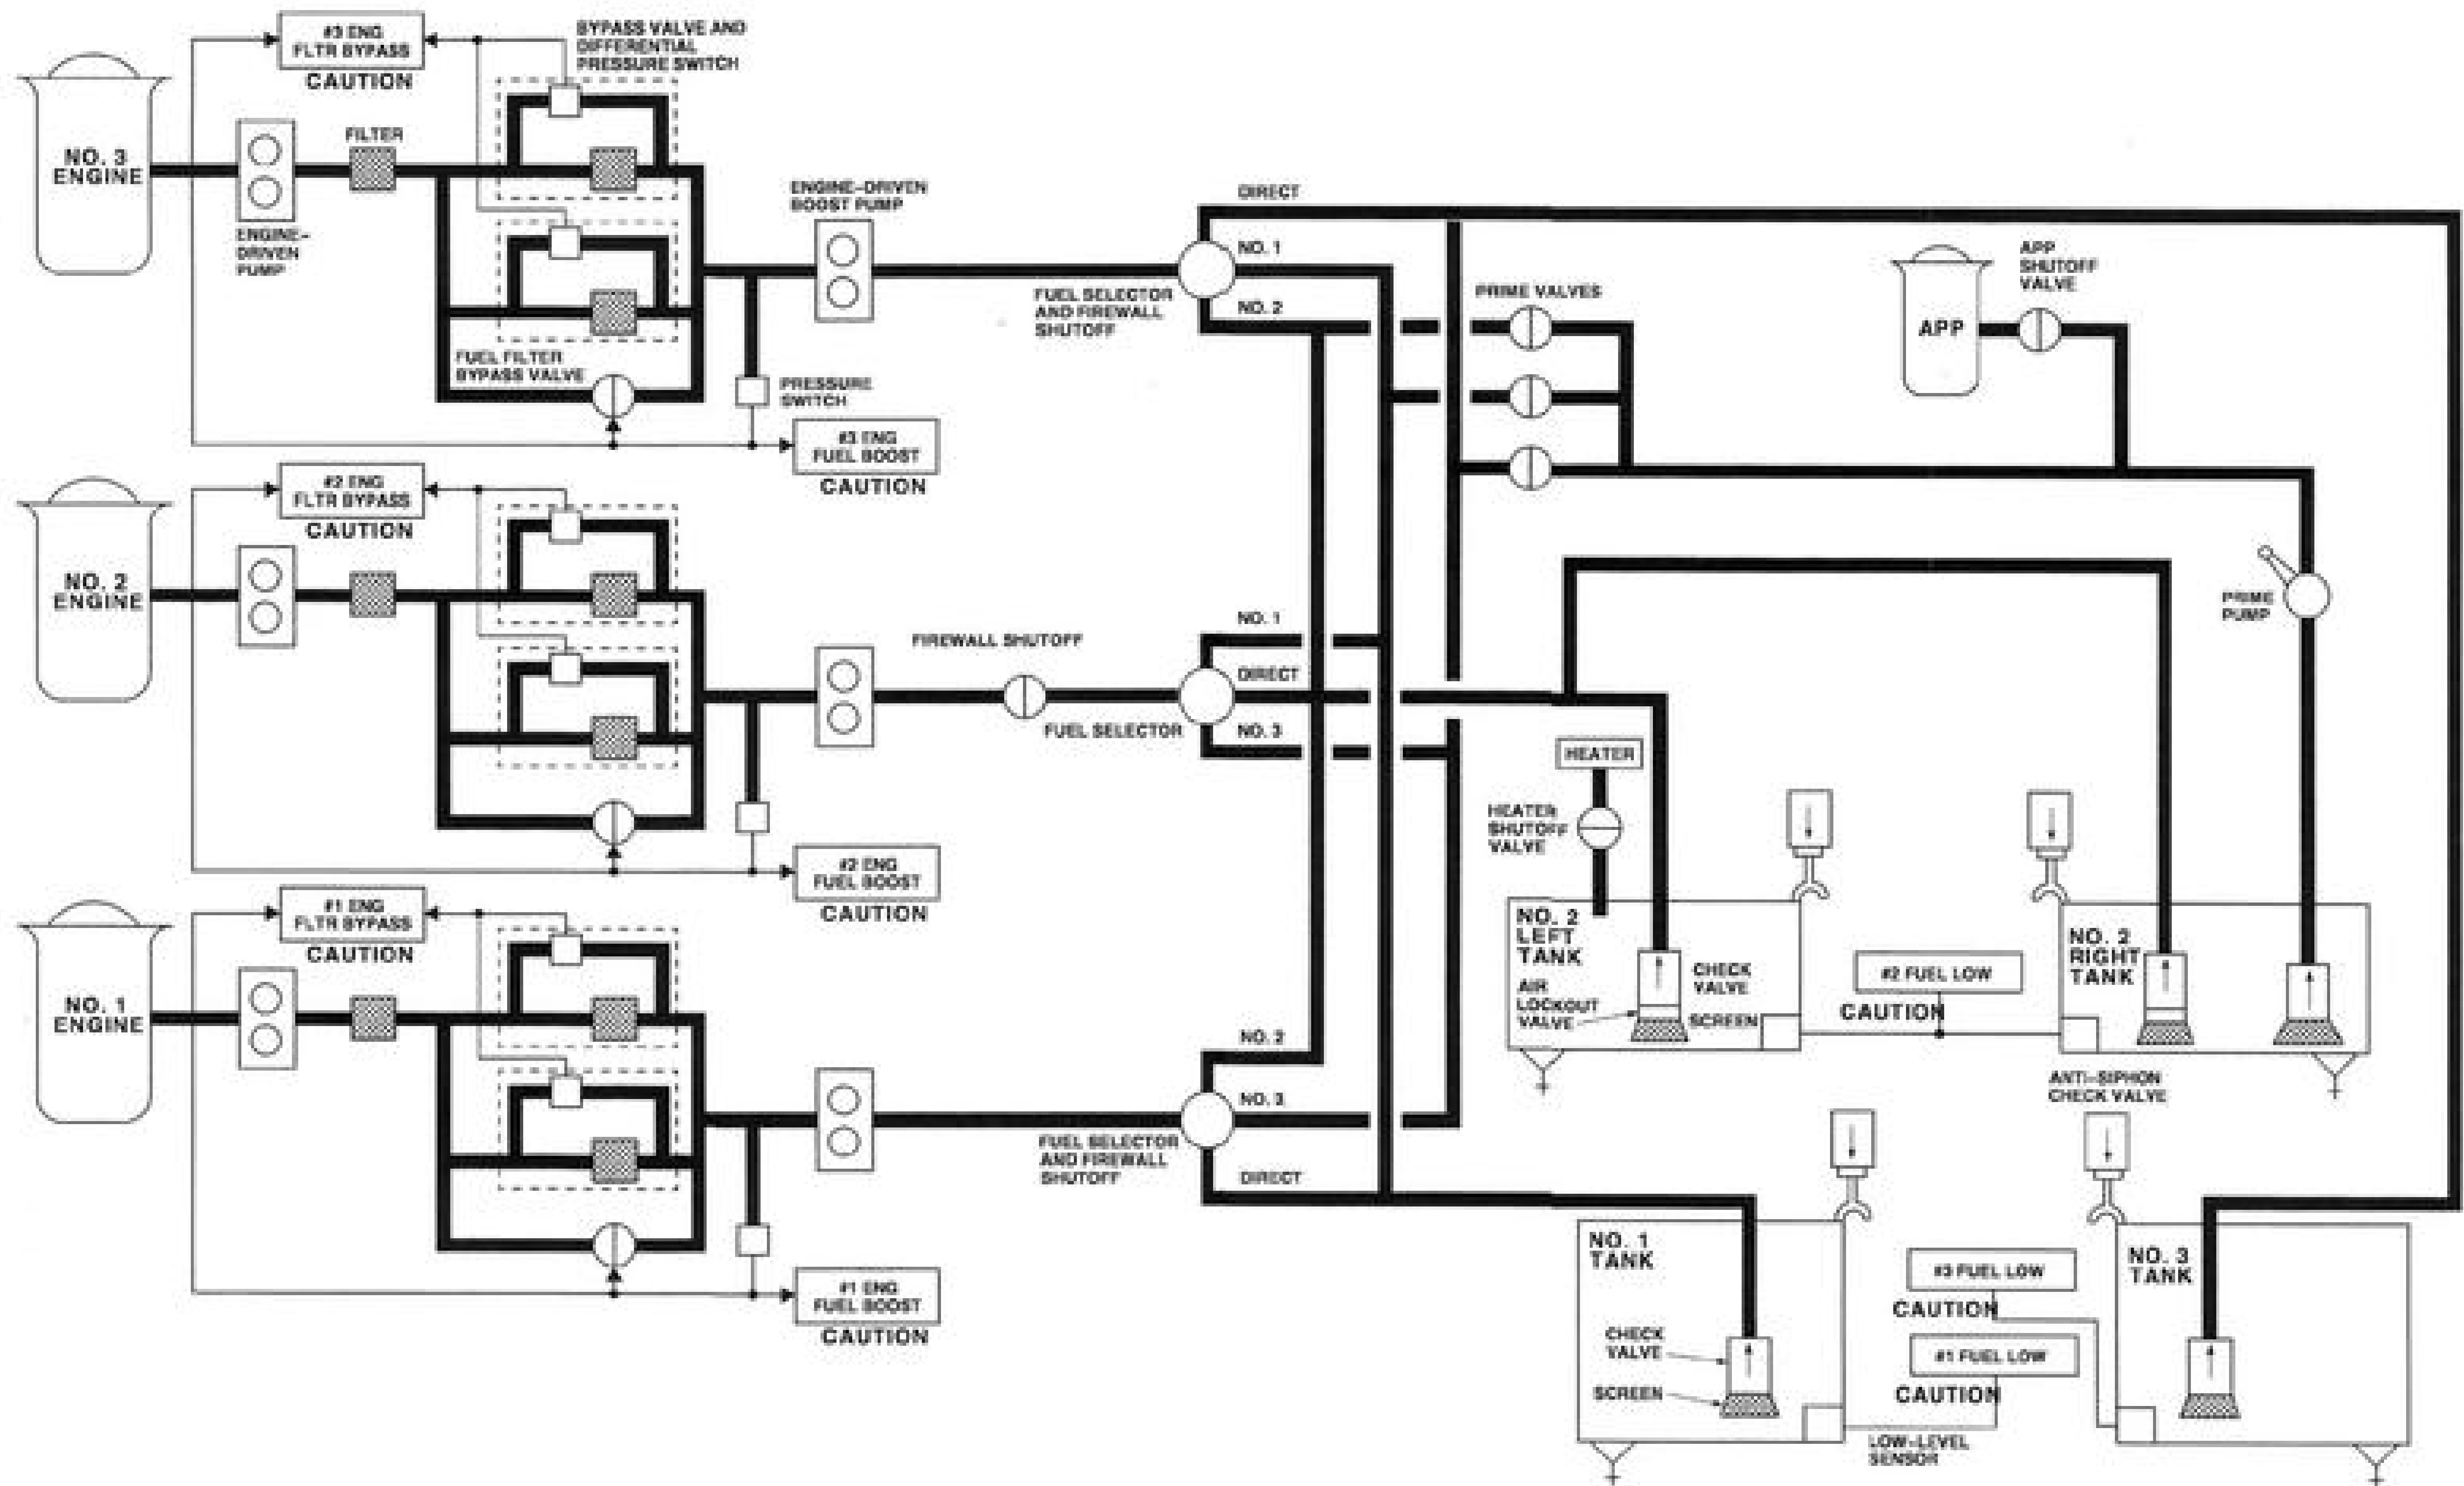 #3 ENG
FLTR BYPASS
CAUTION
BYPASS VALVE AND
DIFFERENTIAL
PRESSURE SWITCH
NO. 3
ENGINE
FILTER
ENGINE-
DRIVEN
PUMP
FUEL FILTER
BYPASS VALVE
ENGINE-DRIVEN
BOOST PUMP
PRESSURE
SWITCH
#3 ENG
FUEL BOOST
CAUTION
FUEL SELECTOR
AND FIREWALL
SHUTOFF
DIRECT
NO. 1
NO. 2
PRIME VALVES
APP
APP
SHUTOFF
VALVE
#2 ENG
FLTR BYPASS
CAUTION
NO. 2
ENGINE
FIREWALL SHUTOFF
FUEL SELECTOR
NO. 1
DIRECT
NO. 3
#2 ENG
FUEL BOOST
CAUTION
PRIME
PUMP
HEATER
HEATER
SHUTOFF
VALVE
NO. 2
LEFT
TANK
AIR
LOCKOUT
VALVE
CHECK
VALVE
SCREEN
#2 FUEL LOW
CAUTION
NO. 2
RIGHT
TANK
ANTI-SIPHON
CHECK VALVE
#1 ENG
FLTR BYPASS
CAUTION
NO. 1
ENGINE
FUEL SELECTOR
AND FIREWALL
SHUTOFF
NO. 2
NO. 3
DIRECT
#1 ENG
FUEL BOOST
CAUTION
NO. 1
TANK
CHECK
VALVE
SCREEN
#3 FUEL LOW
CAUTION
#1 FUEL LOW
CAUTION
LOW-LEVEL
SENSOR
NO. 3
TANK